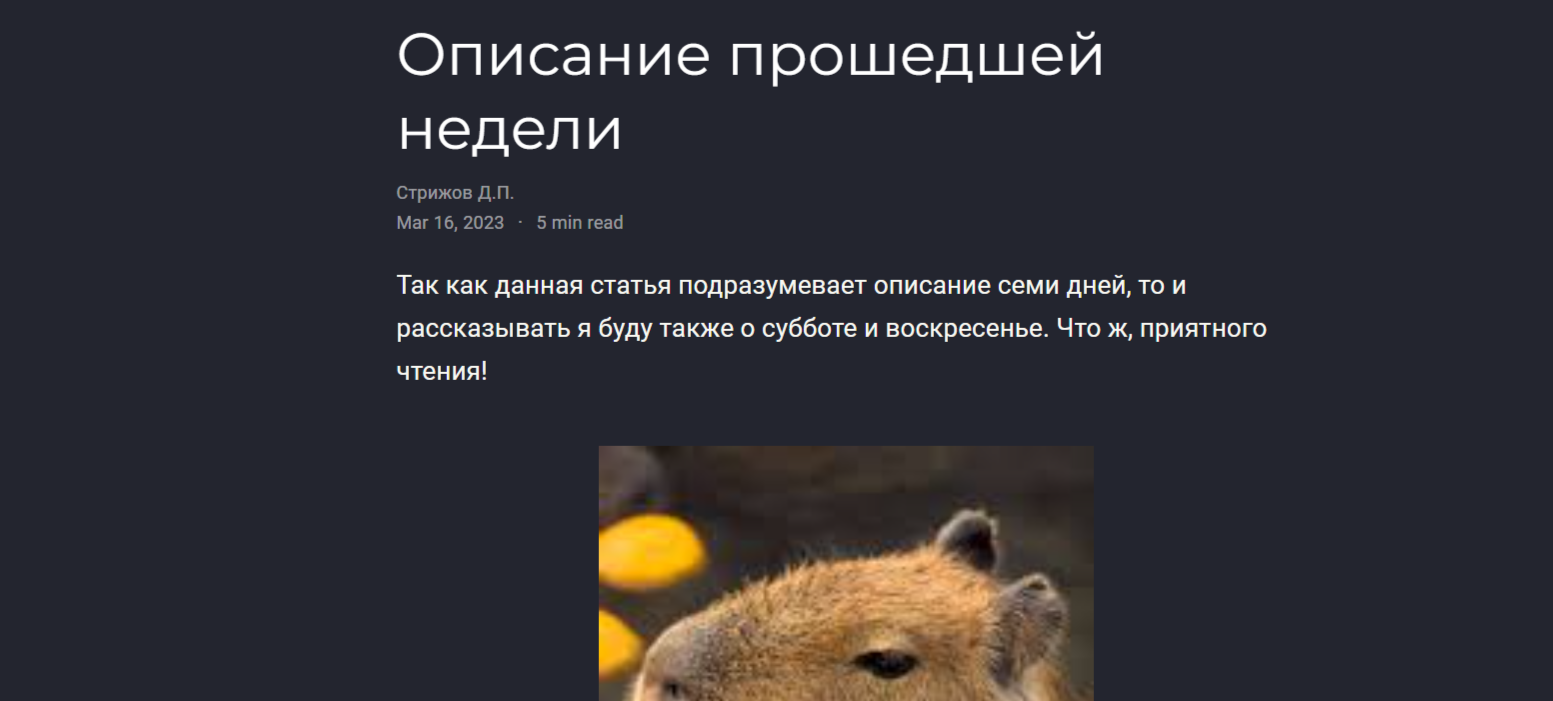 Описание прошедшей
недели
Стрижов Д.П.
Mar 16, 2023 · 5 min read
Так как данная статья подразумевает описание семи дней, то и
рассказывать я буду также о субботе и воскресенье. Что ж, приятного
чтения!